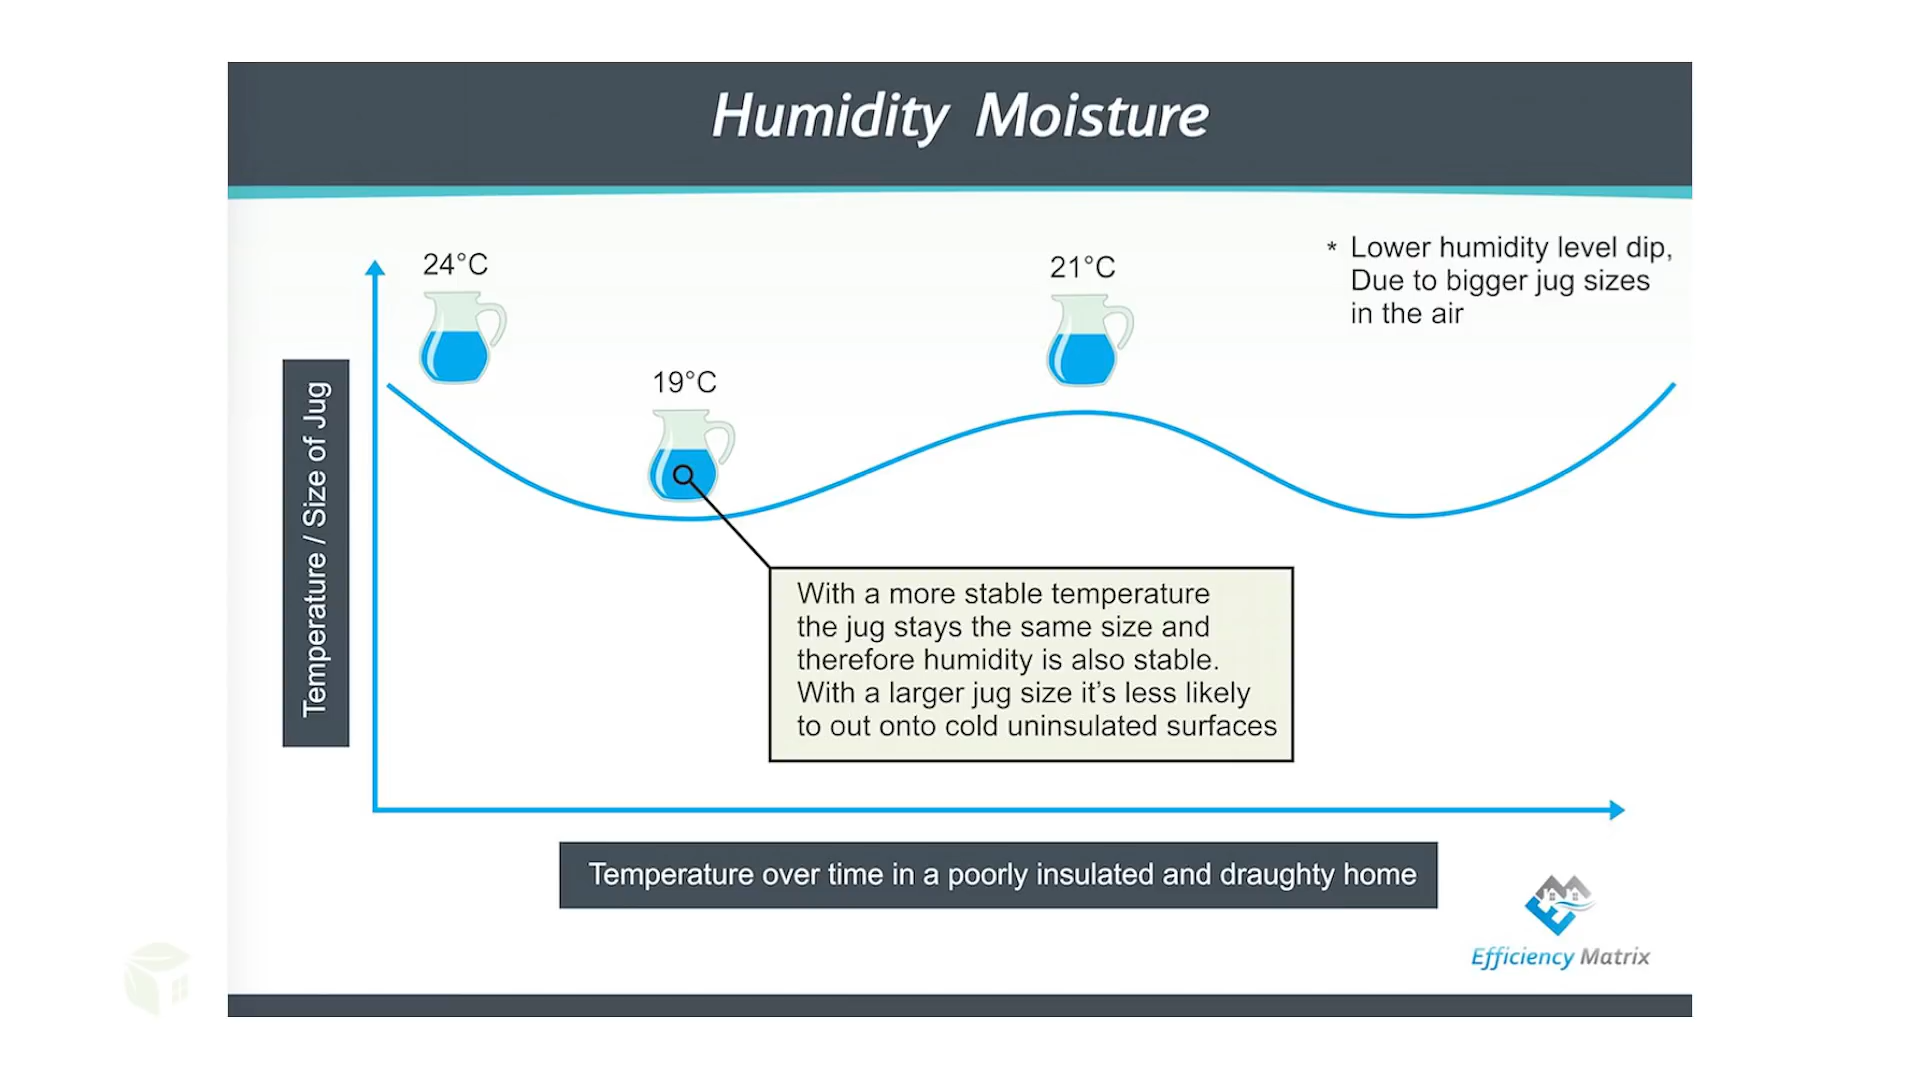 Humidity Moisture
24°C
19°C
21°C
* Lower humidity level dip,
Due to bigger jug sizes
in the air
Temperature / Size of Jug
With a more stable temperature
the jug stays the same size and
therefore humidity is also stable.
With a larger jug size it's less likely
to out onto cold uninsulated surfaces
Temperature over time in a poorly insulated and draughty home
Efficiency Matrix